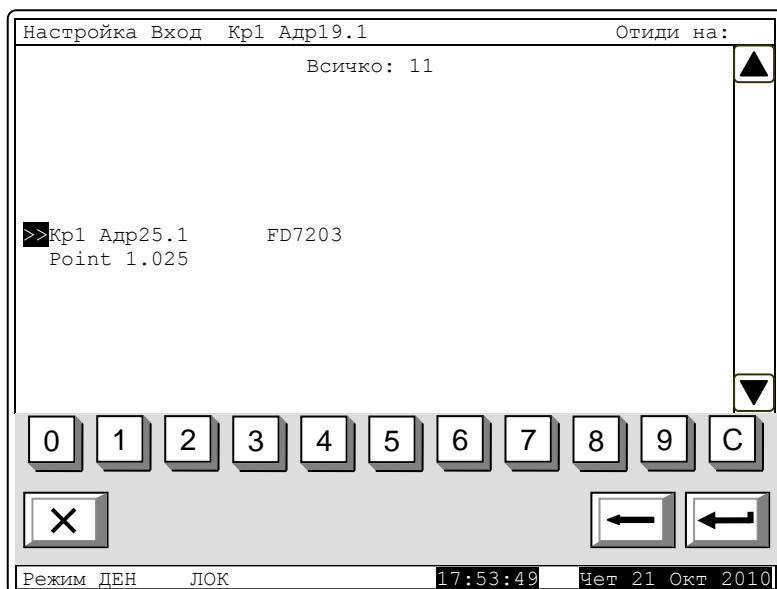 Настройка Вход Кр1 Адр19.1 Отиди на:
Всичко: 11
>>Кр1 Адр25.1 FD7203
Point 1.025
0 1 2 3 4 5 6 7 8 9 C
Режим ДЕН ЛОК 17:53:49 Чет 21 Окт 2010